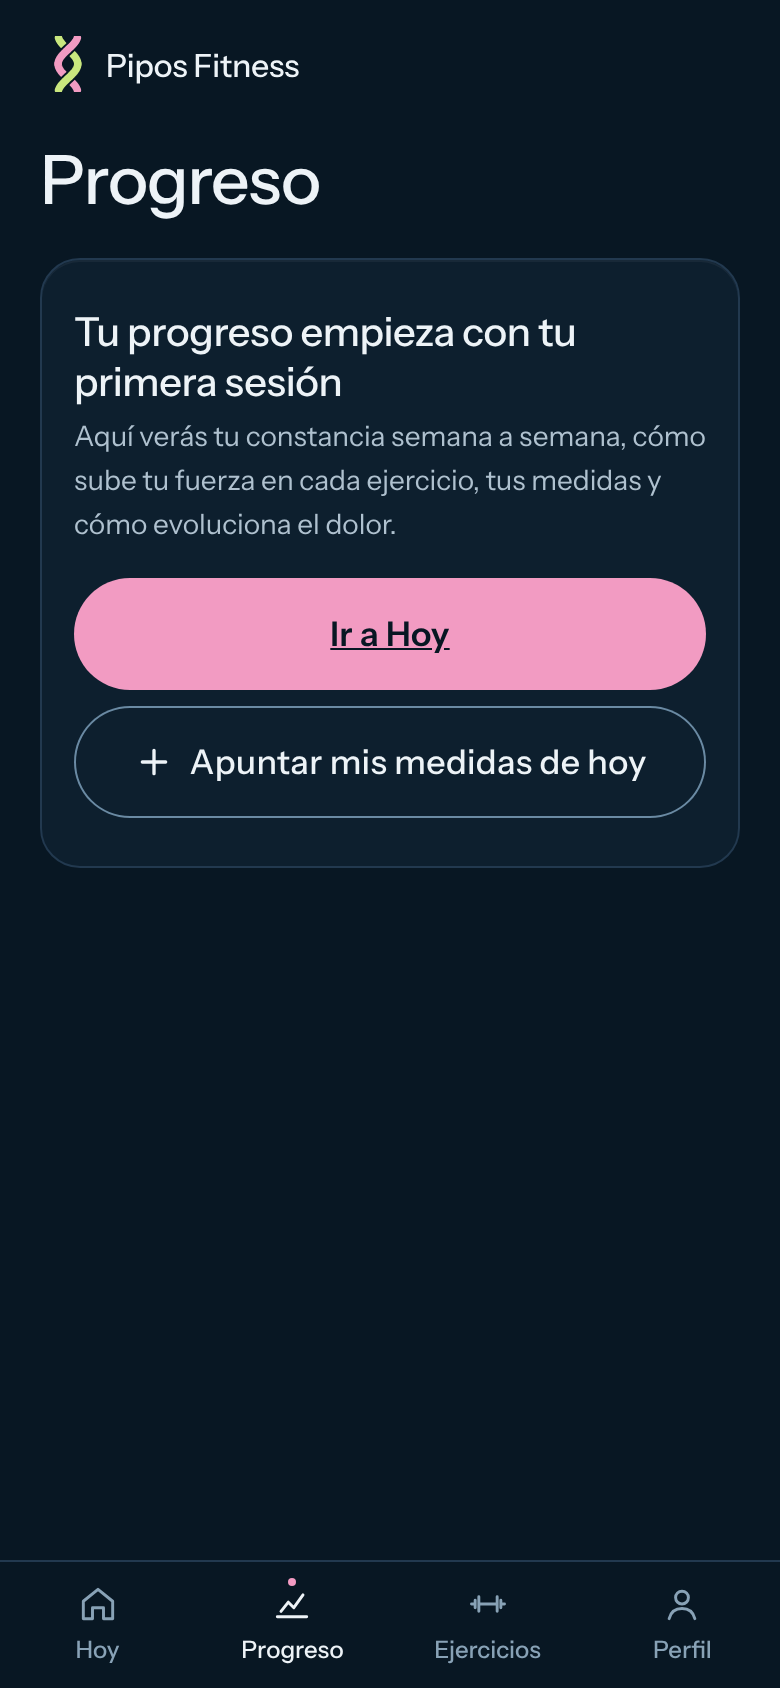 Pipos Fitness
Progreso
Tu progreso empieza con tu
primera sesión
Aquí verás tu constancia semana a semana, cómo
sube tu fuerza en cada ejercicio, tus medidas y
cómo evoluciona el dolor.
Ir a Hoy
+ Apuntar mis medidas de hoy
Hoy
Progreso
Ejercicios
Perfil